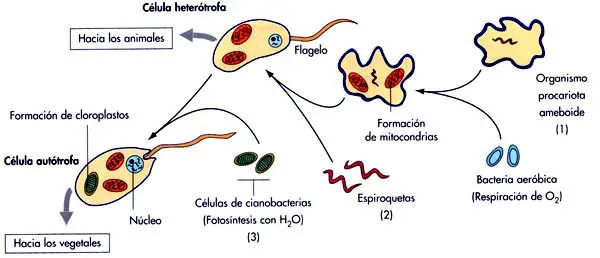 Célula heterótrofa
Hacia los animales
Flagelo
Organismo
procariota
ameboide
(1)
Formación
de mitocondrias
Formación de cloroplastos
Célula autótrofa
Núcleo
Células de cianobacterias
(Fotosíntesis con H₂O)
(3)
Espiroquetas
(2)
Bacteria aeróbica
(Respiración de O₂)
Hacia los vegetales